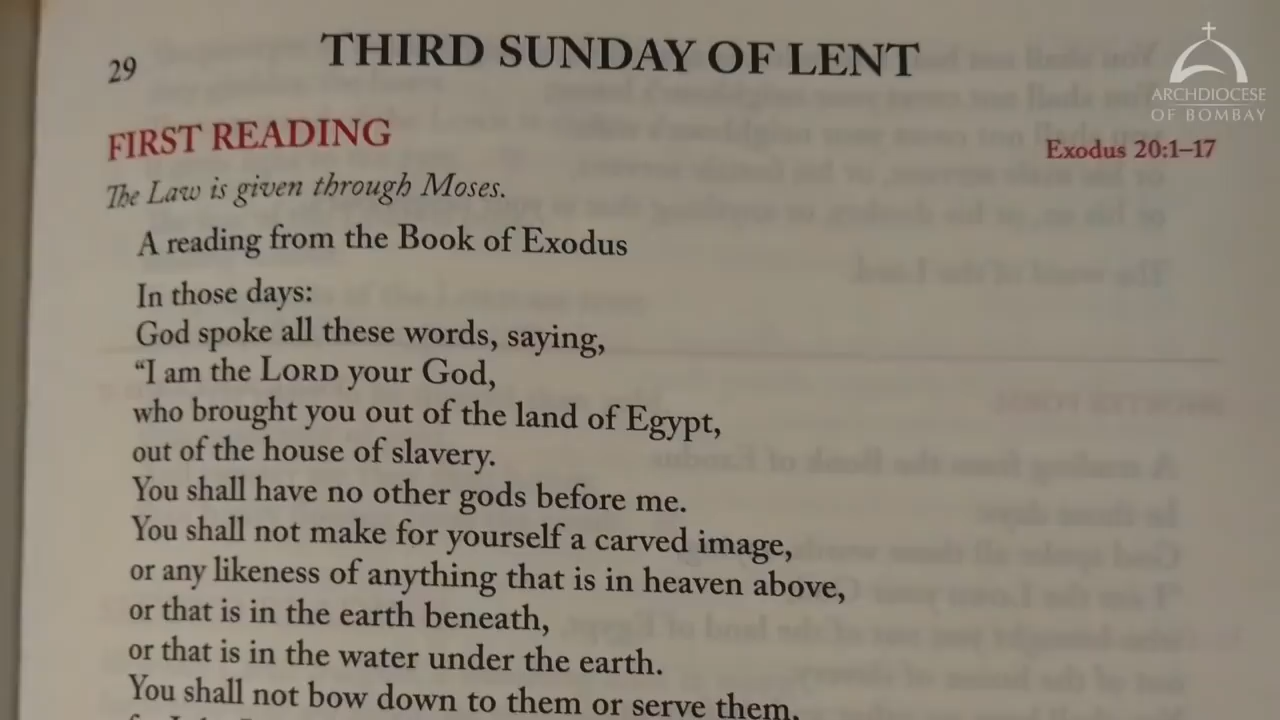 29
THIRD SUNDAY OF LENT
ARCHDIOCESE
OF BOMBAY
FIRST READING
Exodus 20:1–17
The Law is given through Moses.
A reading from the Book of Exodus
In those days:
God spoke all these words, saying,
“I am the LORD your God,
who brought you out of the land of Egypt,
out of the house of slavery.
You shall have no other gods before me.
You shall not make for yourself a carved image,
or any likeness of anything that is in heaven above,
or that is in the earth beneath,
or that is in the water under the earth.
You shall not bow down to them or serve them,